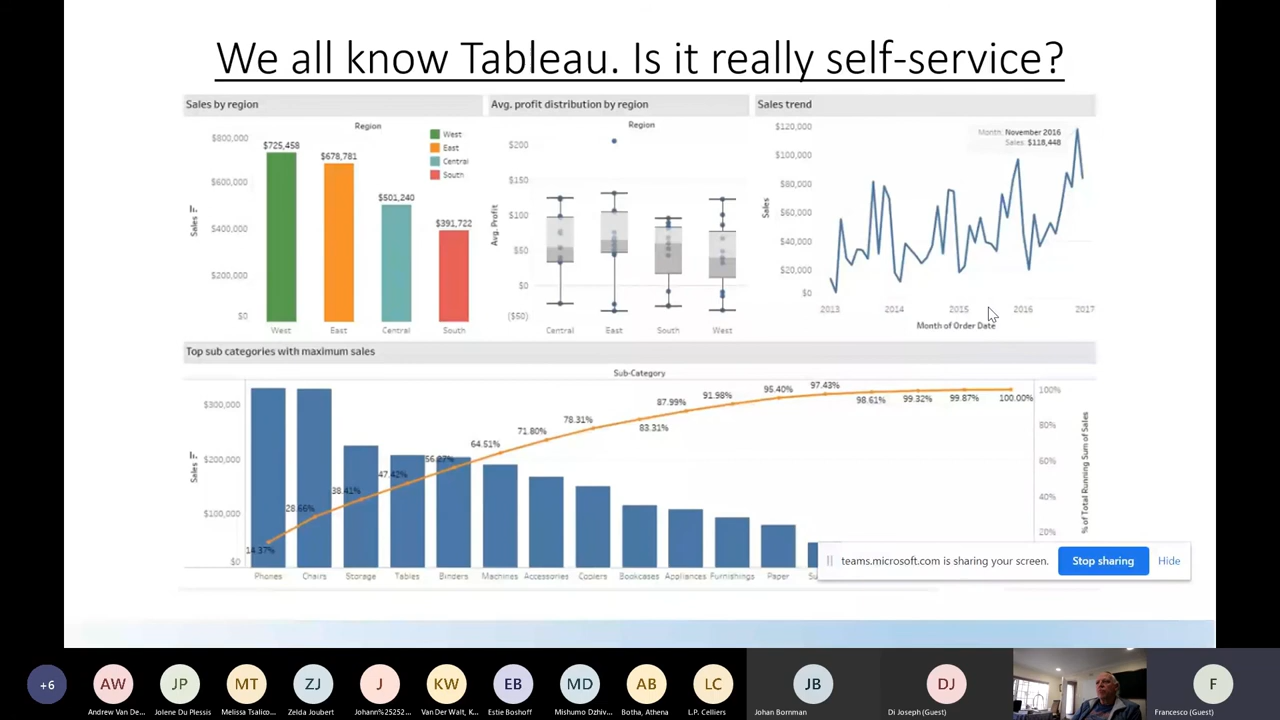 We all know Tableau. Is it really self-service?
Sales by region
Region
$800,000
$600,000
$400,000
$200,000
$0
Sales
$725,458
$678,781
$501,240
$391,722
West
East
Central
South
West
East
Central
South
Avg. profit distribution by region
Region
Avg. Profit
$200
$150
$100
$50
$0
($50)
Central
East
South
West
Sales trend
Sales
$120,000
$100,000
$80,000
$60,000
$40,000
$20,000
$0
Month: November 2016
Sales: $118,448
2013
2014
2015
2016
2017
Month of Order Date
Top sub categories with maximum sales
Sub-Category
Sales
$300,000
$200,000
$100,000
$0
14.37%
28.66%
38.41%
47.42%
56.27%
64.51%
71.80%
78.31%
83.31%
87.99%
91.98%
95.40%
97.43%
98.61%
99.32%
99.87%
100.00%
100%
80%
60%
40%
20%
% of Total Running Sum of Sales
Phones
Chairs
Storage
Tables
Binders
Machines
Accessories
Copiers
Bookcases
Appliances
Furnishings
Paper
Su
teams.microsoft.com is sharing your screen.
Stop sharing
Hide
+6
AW
JP
MT
ZJ
J
KW
EB
MD
AB
LC
JB
DJ
F
Andrew Van De...
Jolene Du Plessis
Melissa Tsalico...
Zelda Joubert
Johann%25252...
Van Der Walt, K...
Estie Boshoff
Mishumo Dzhiv...
Botha, Athena
L.P. Celliers
Johan Bornman
Di Joseph (Guest)
Francesco (Guest)